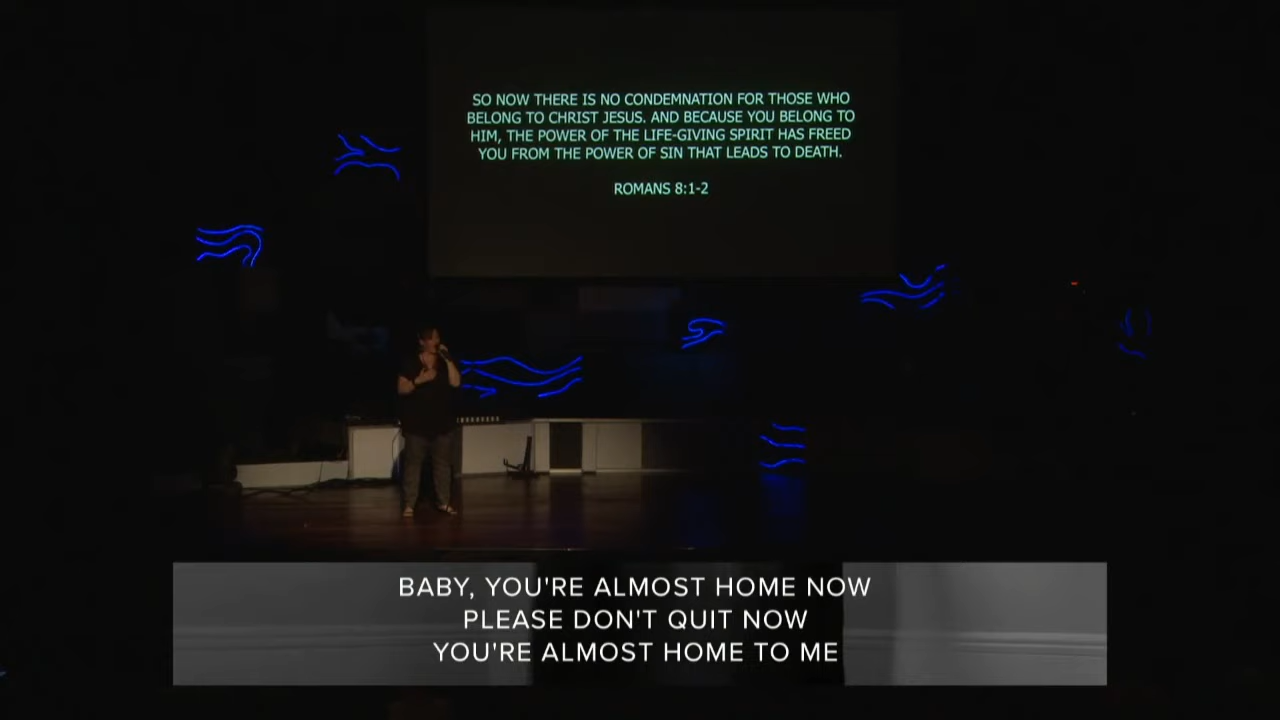 SO NOW THERE IS NO CONDEMNATION FOR THOSE WHO
BELONG TO CHRIST JESUS. AND BECAUSE YOU BELONG TO
HIM, THE POWER OF THE LIFE-GIVING SPIRIT HAS FREED
YOU FROM THE POWER OF SIN THAT LEADS TO DEATH.
ROMANS 8:1-2
BABY, YOU'RE ALMOST HOME NOW
PLEASE DON'T QUIT NOW
YOU'RE ALMOST HOME TO ME